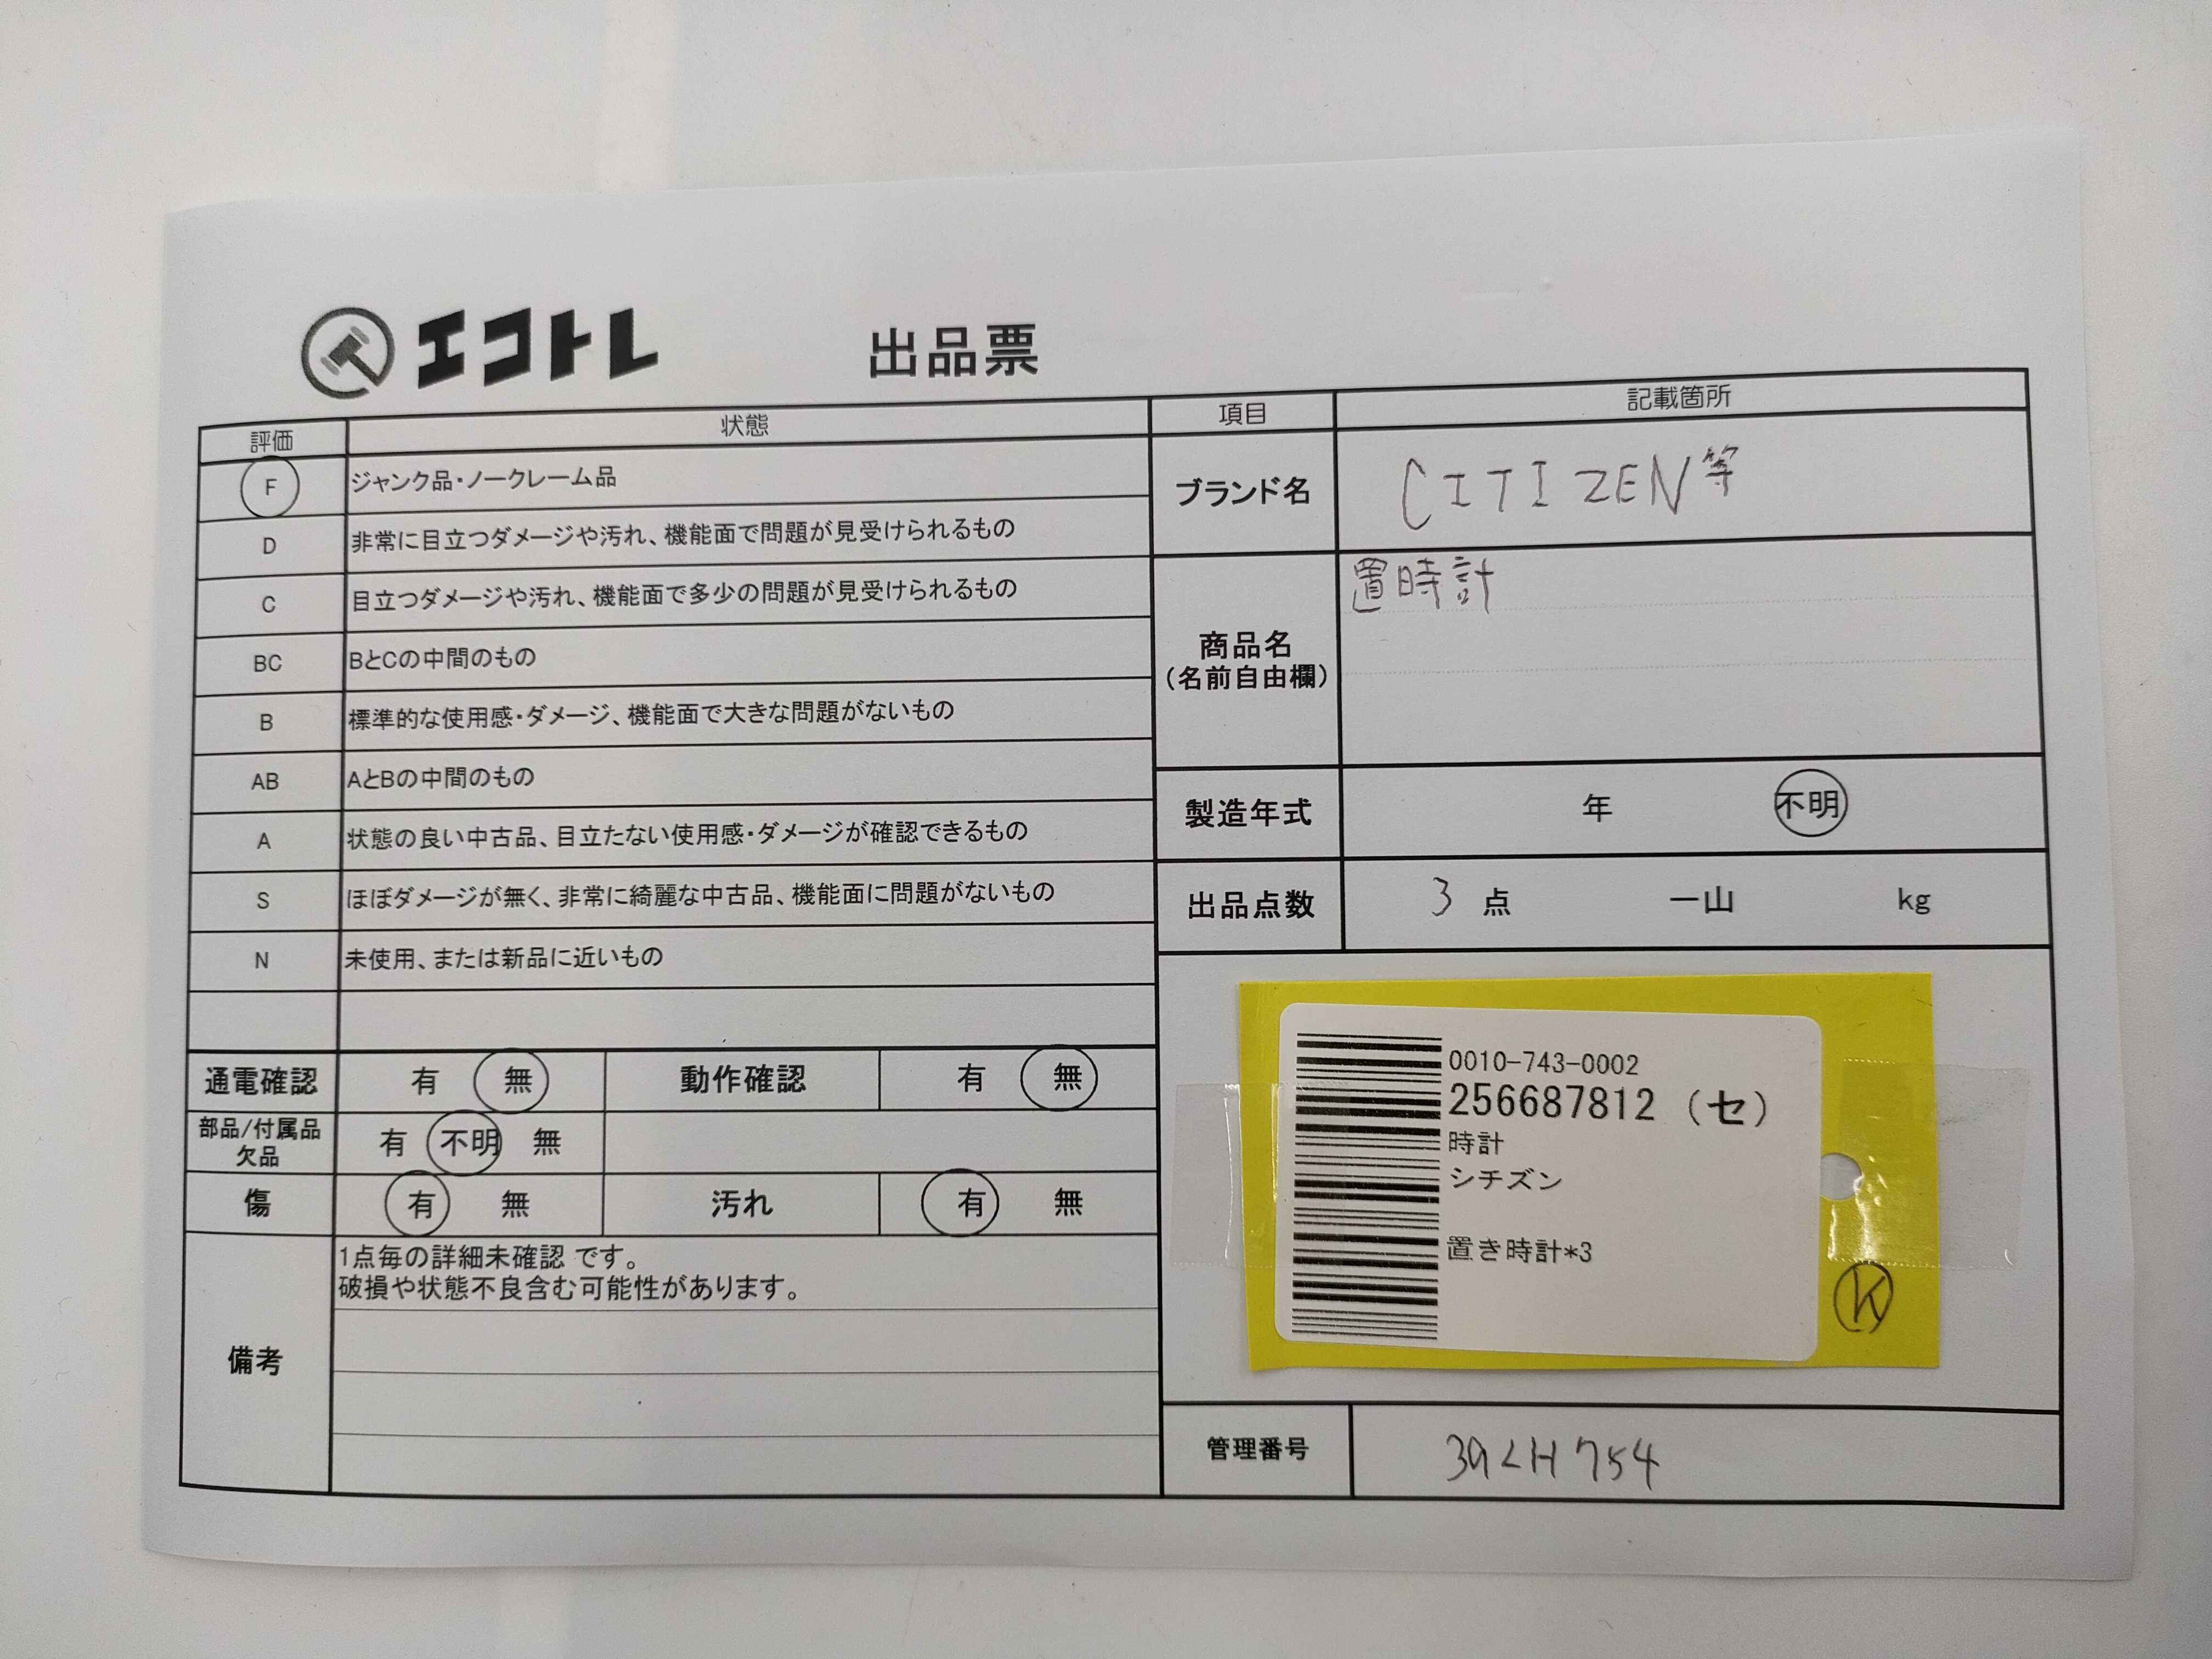 エコトレ 出品票
評価 状態
F ジャンク品・ノークレーム品
D 非常に目立つダメージや汚れ、機能面で問題が見受けられるもの
C 目立つダメージや汚れ、機能面で多少の問題が見受けられるもの
BC BとCの中間のもの
B 標準的な使用感・ダメージ、機能面で大きな問題がないもの
AB AとBの中間のもの
A 状態の良い中古品、目立たない使用感・ダメージが確認できるもの
S ほぼダメージが無く、非常に綺麗な中古品、機能面に問題がないもの
N 未使用、または新品に近いもの
通電確認 有 無 動作確認 有 無
部品/付属品
欠品 有 不明 無
傷 有 無 汚れ 有 無
備考
1点毎の詳細未確認 です。
破損や状態不良含む可能性があります。
項目 記載箇所
ブランド名 CITIZEN等
商品名
(名前自由欄)
置時計
製造年式 年 不明
出品点数 3 点 一山 kg
0010-743-0002
256687812 (セ)
時計
シチズン
置き時計*3
K
管理番号